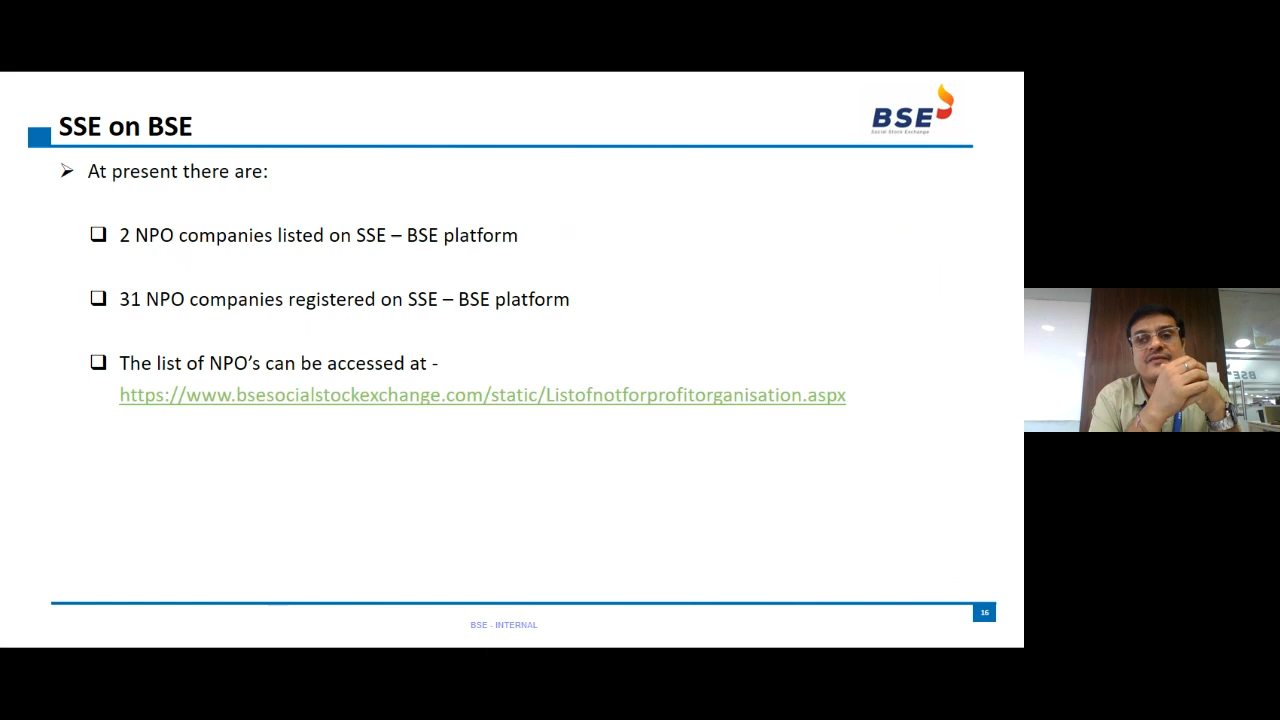 SSE on BSE
BSE
Social Stock Exchange
➢ At present there are:
❑ 2 NPO companies listed on SSE – BSE platform
❑ 31 NPO companies registered on SSE – BSE platform
❑ The list of NPO’s can be accessed at -
https://www.bsesocialstockexchange.com/static/Listofnotforprofitorganisation.aspx
16
BSE - INTERNAL